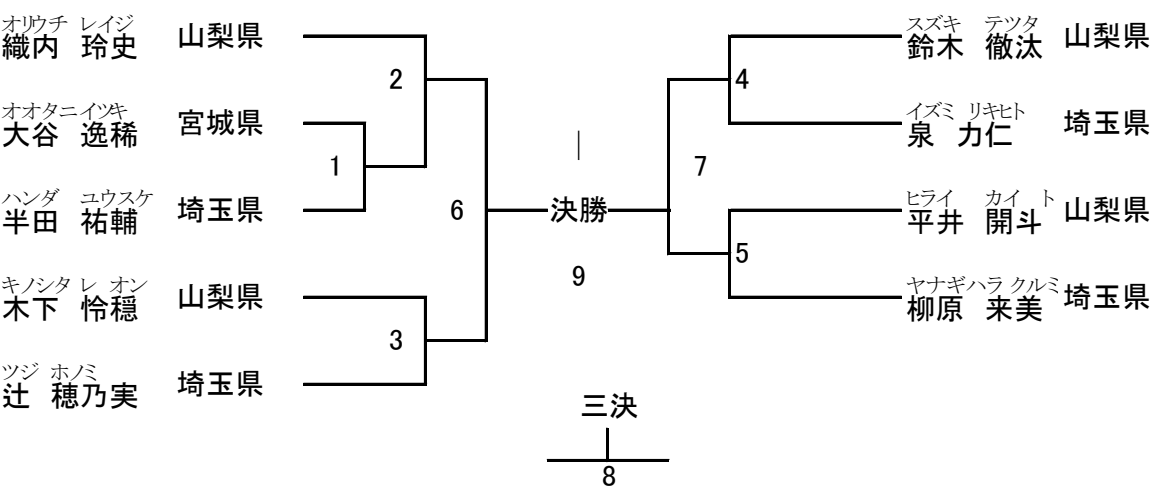 オリウチ レイジ
織内 玲史 山梨県
2
オオタニイツキ
大谷 逸稀 宮城県
1
ハンダ ユウスケ
半田 祐輔 埼玉県
6
キノシタ レ オン
木下 怜穏 山梨県
3
ツジ ホノミ
辻 穂乃実 埼玉県
|
決勝
9
三決
8
スズキ テツタ
鈴木 徹汰 山梨県
4
イズミ リキヒト
泉 力仁 埼玉県
7
ヒライ カイ ト
平井 開斗 山梨県
5
ヤナギハラ クルミ
柳原 来美 埼玉県